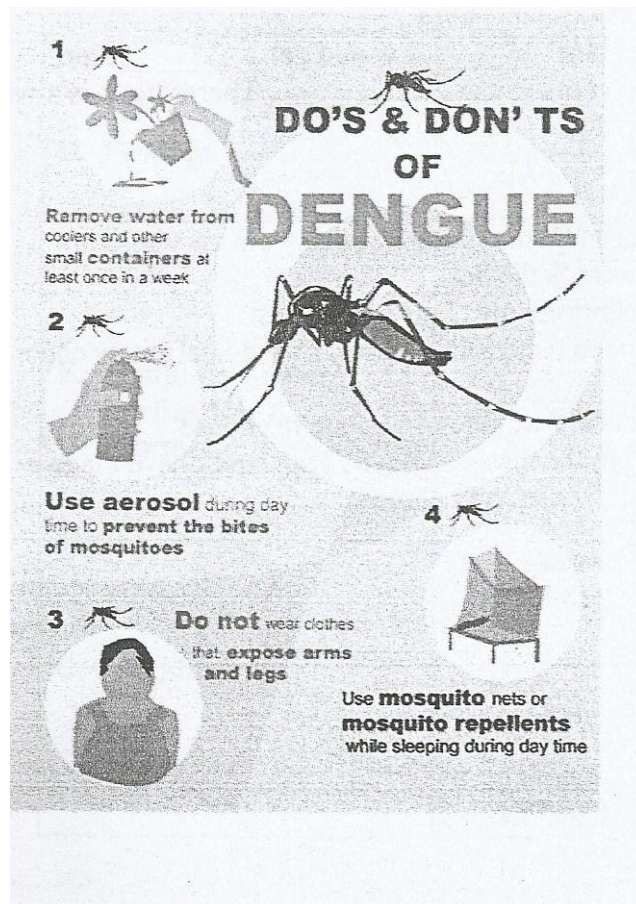 DO'S & DON' TS
OF
DENGUE
1
Remove water from
coolers and other
small containers at
least once in a week
2
Use aerosol during day
time to prevent the bites
of mosquitoes
3
Do not wear clothes
that expose arms
and legs
4
Use mosquito nets or
mosquito repellents
while sleeping during day time